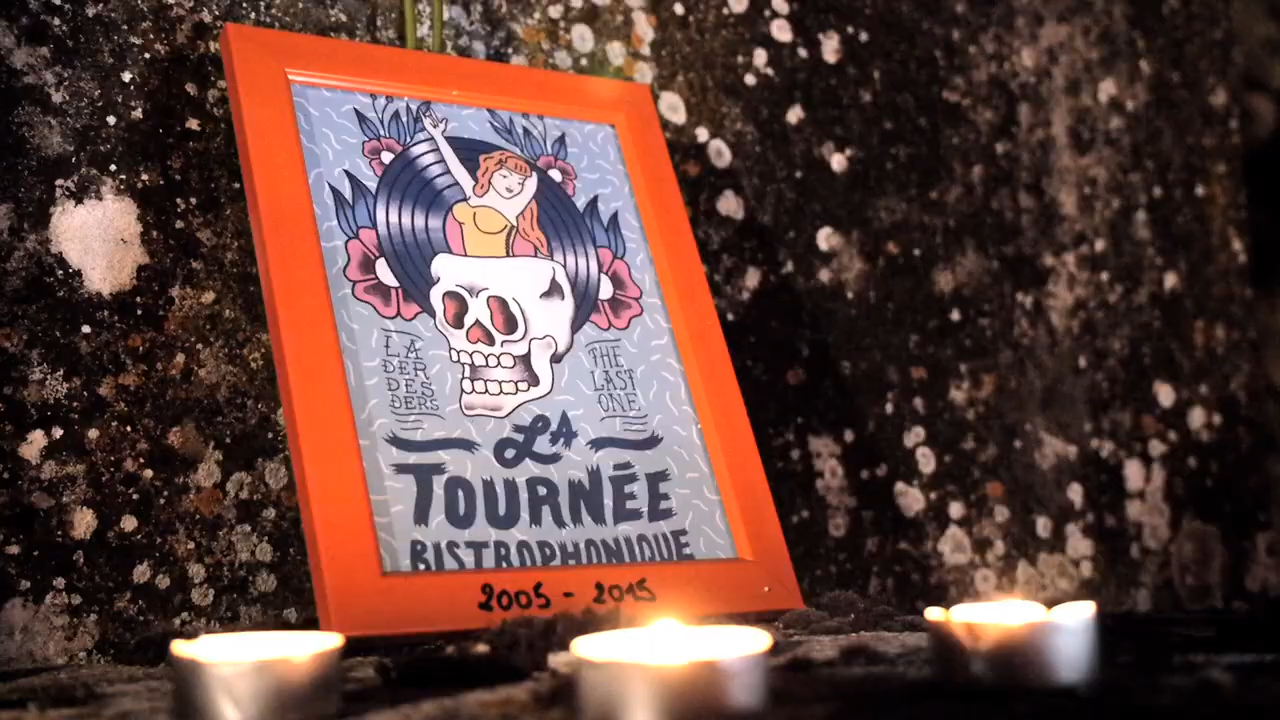 LA
DER
DES
DERS
THE
LAST
ONE
LA
TOURNÉE
BISTROPHONIQUE
2005 - 2015